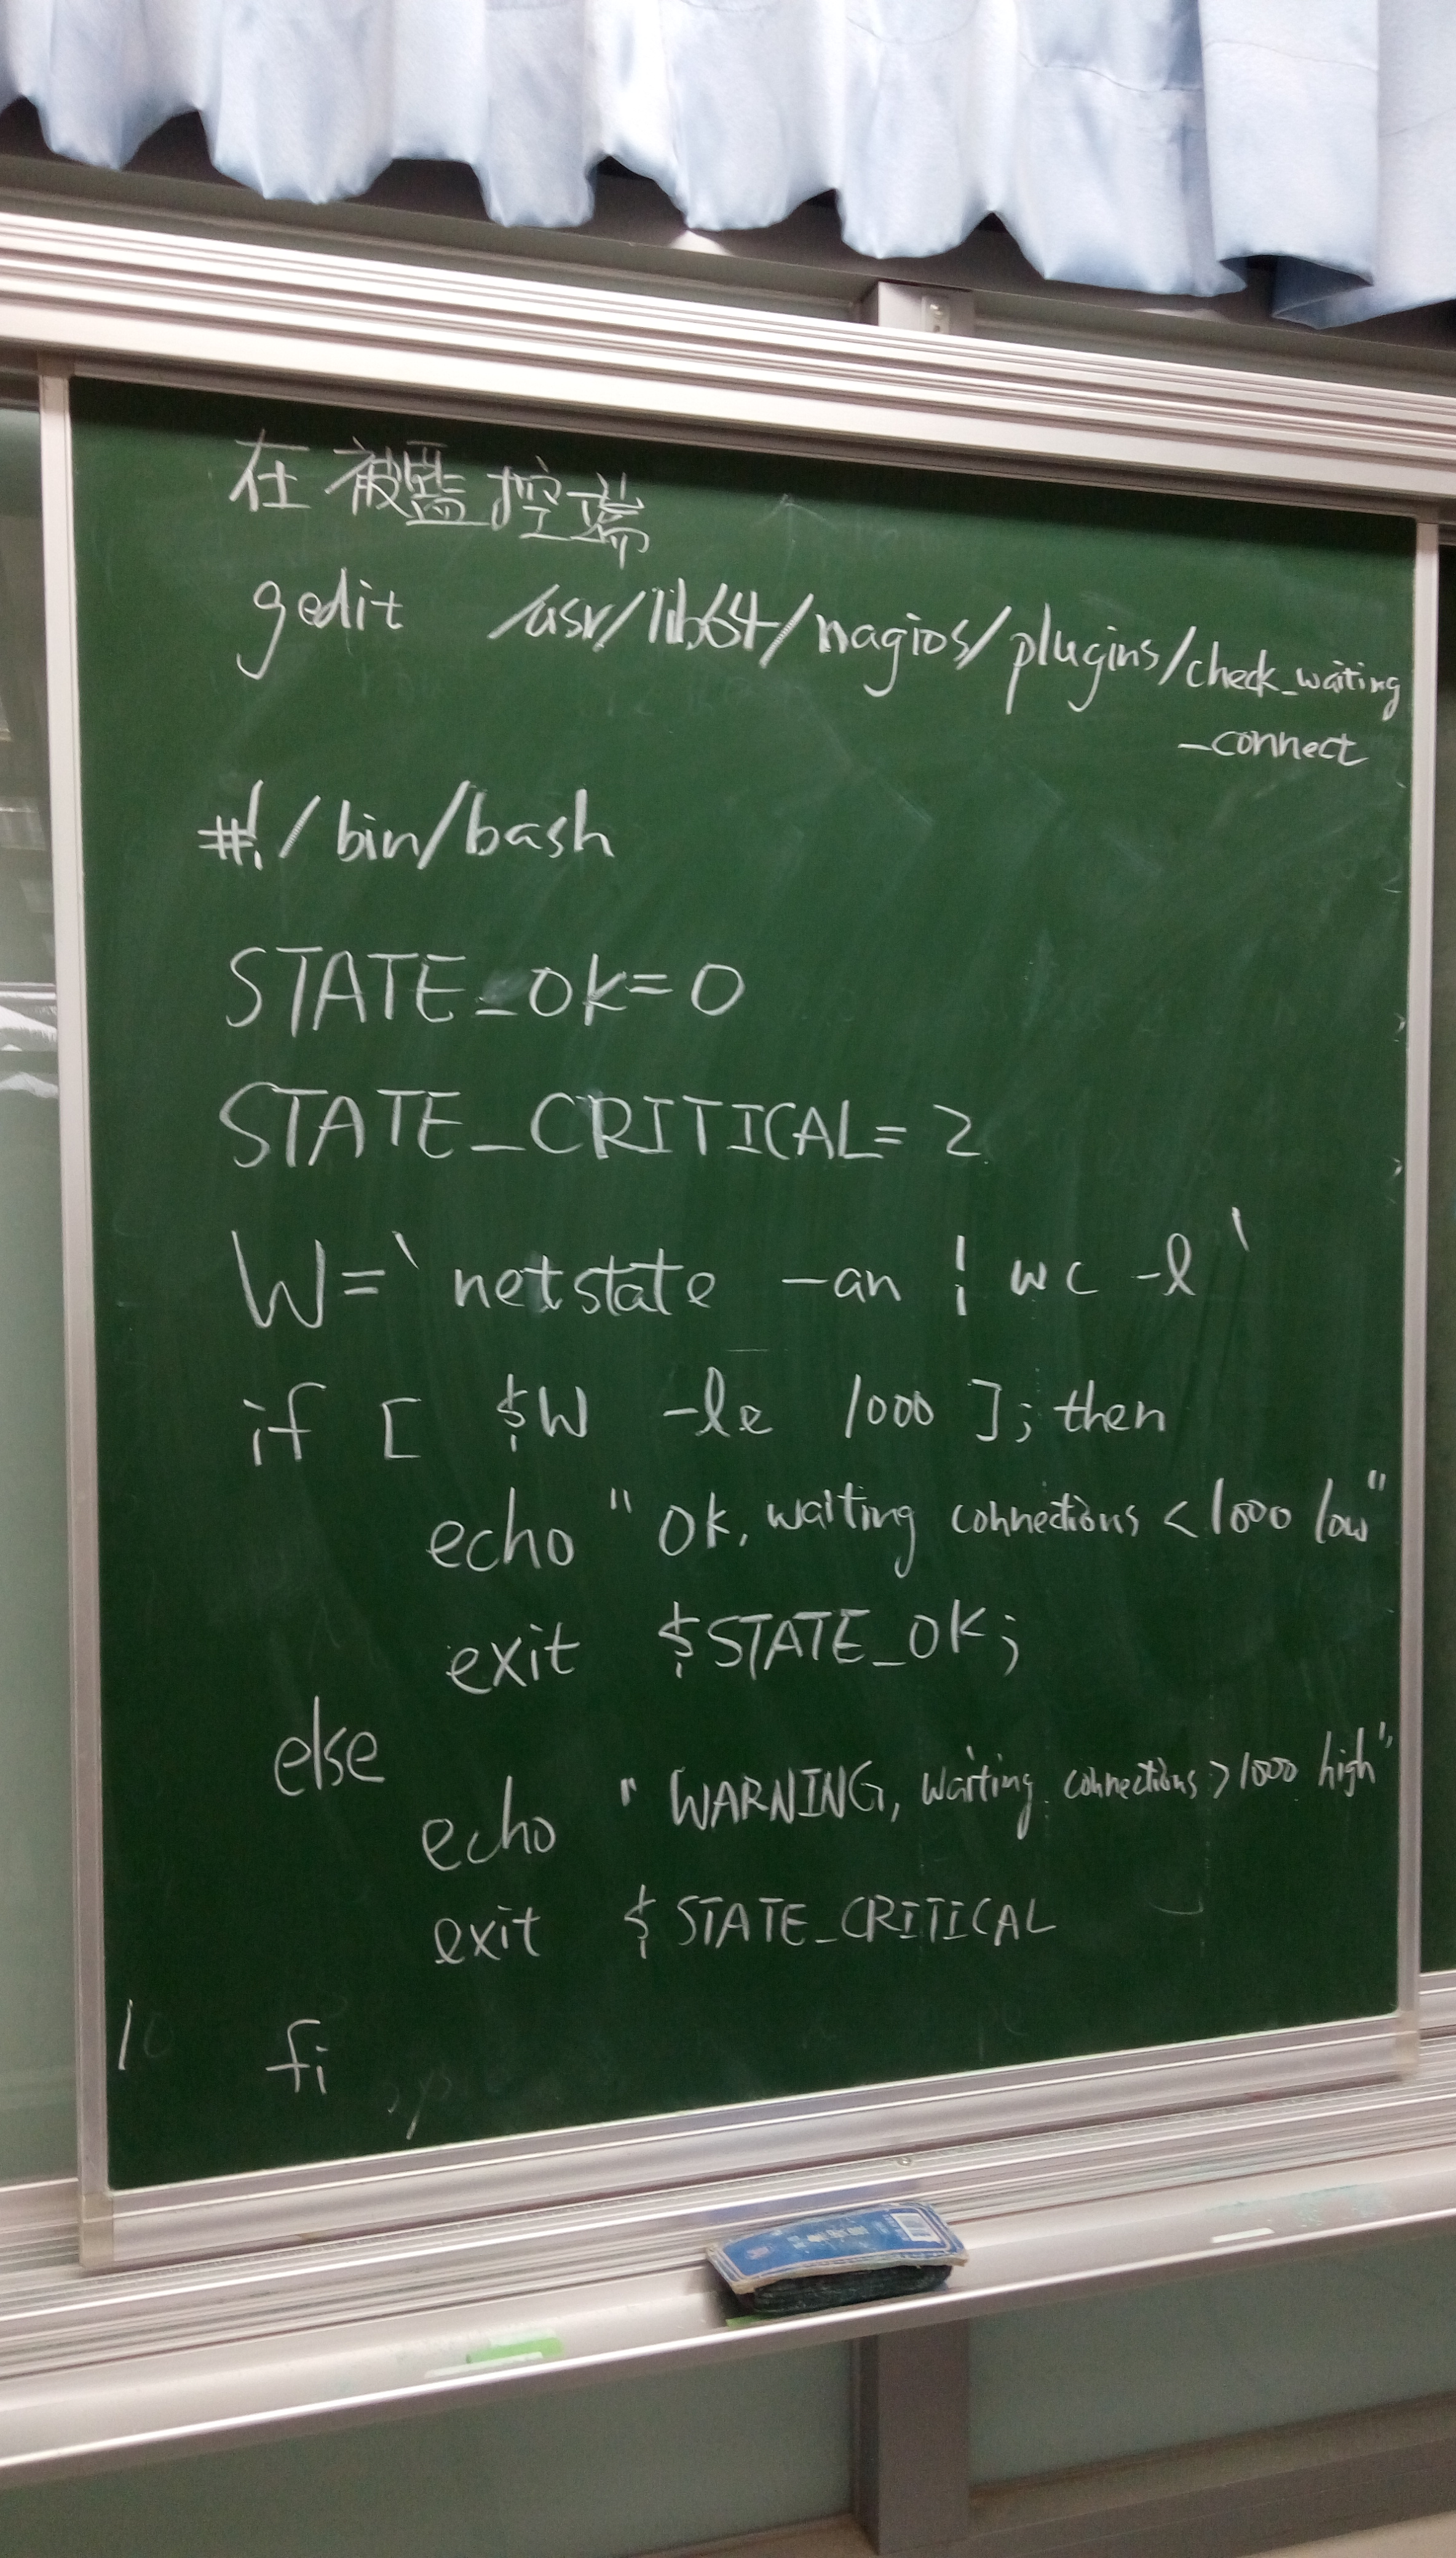 在被監控端
gedit /usr/lib64/nagios/plugins/check_waiting
_connect
#!/bin/bash
STATE_OK=0
STATE_CRITICAL=2
W=`netstate -an | wc -l`
if [ $W -le 1000 ]; then
echo "OK, waiting connections < 1000 low"
exit $STATE_OK;
else
echo "WARNING, waiting connections > 1000 high"
exit $STATE_CRITICAL
fi